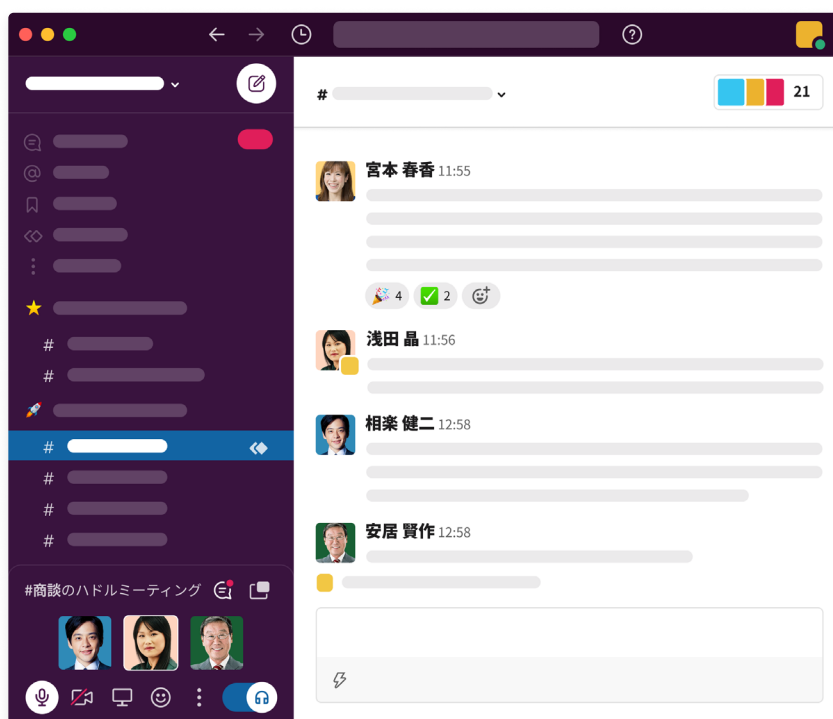 #
21
宮本 春香 11:55
4 2
浅田 晶 11:56
#
#
相楽 健二 12:58
#
#
#
#
安居 賢作 12:58
#商談のハドルミーティング